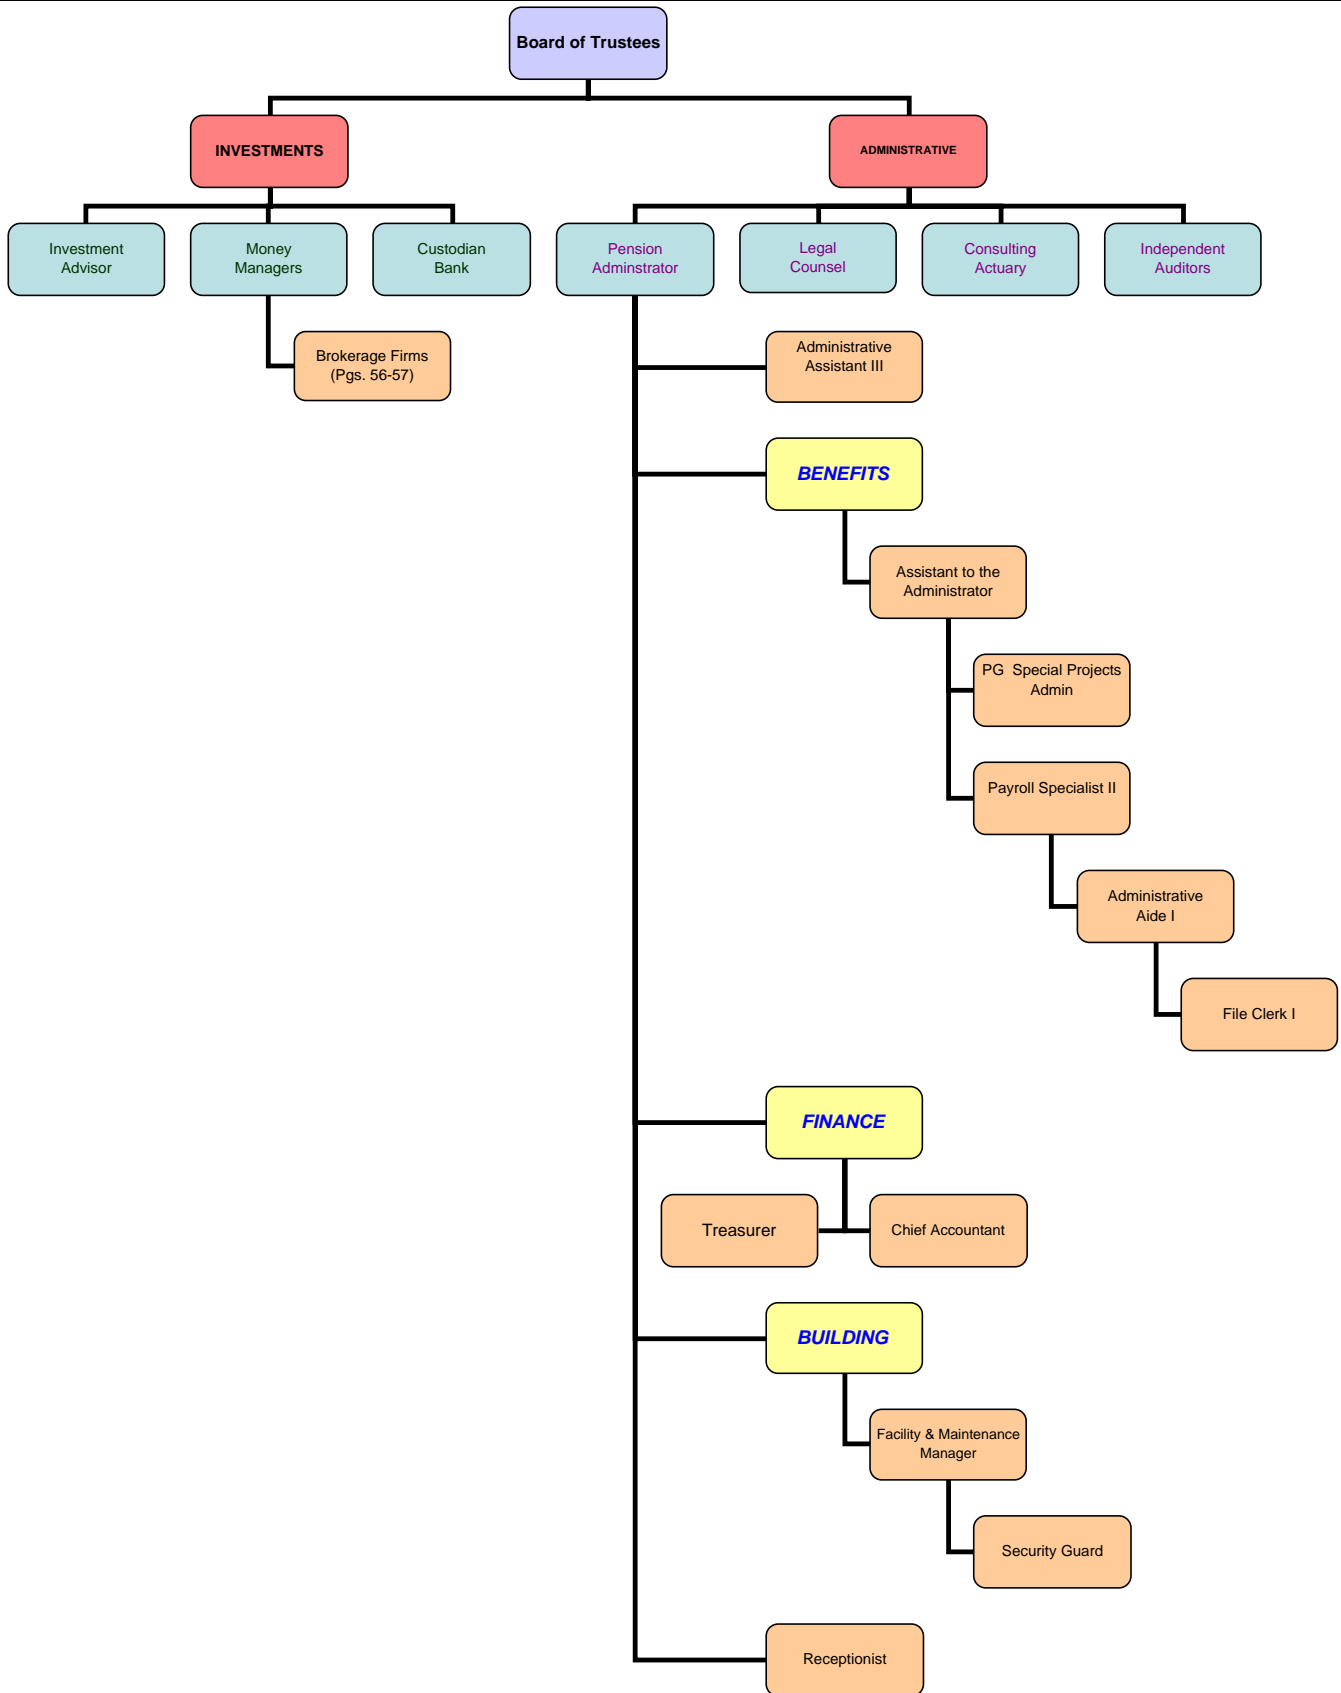 Board of Trustees
INVESTMENTS
ADMINISTRATIVE
Investment
Advisor
Money
Managers
Custodian
Bank
Pension
Adminstrator
Legal
Counsel
Consulting
Actuary
Independent
Auditors
Brokerage Firms
(Pgs. 56-57)
Administrative
Assistant III
BENEFITS
Assistant to the
Administrator
PG  Special Projects
Admin
Payroll Specialist II
Administrative
Aide I
File Clerk I
FINANCE
Treasurer
Chief Accountant
BUILDING
Facility & Maintenance
Manager
Security Guard
Receptionist